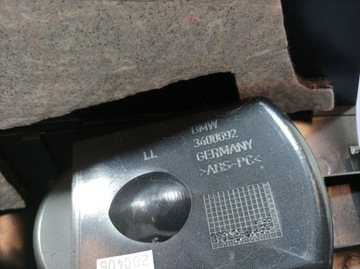 BMW
3400692
GERMANY
>ABS-PC<
LL
200406